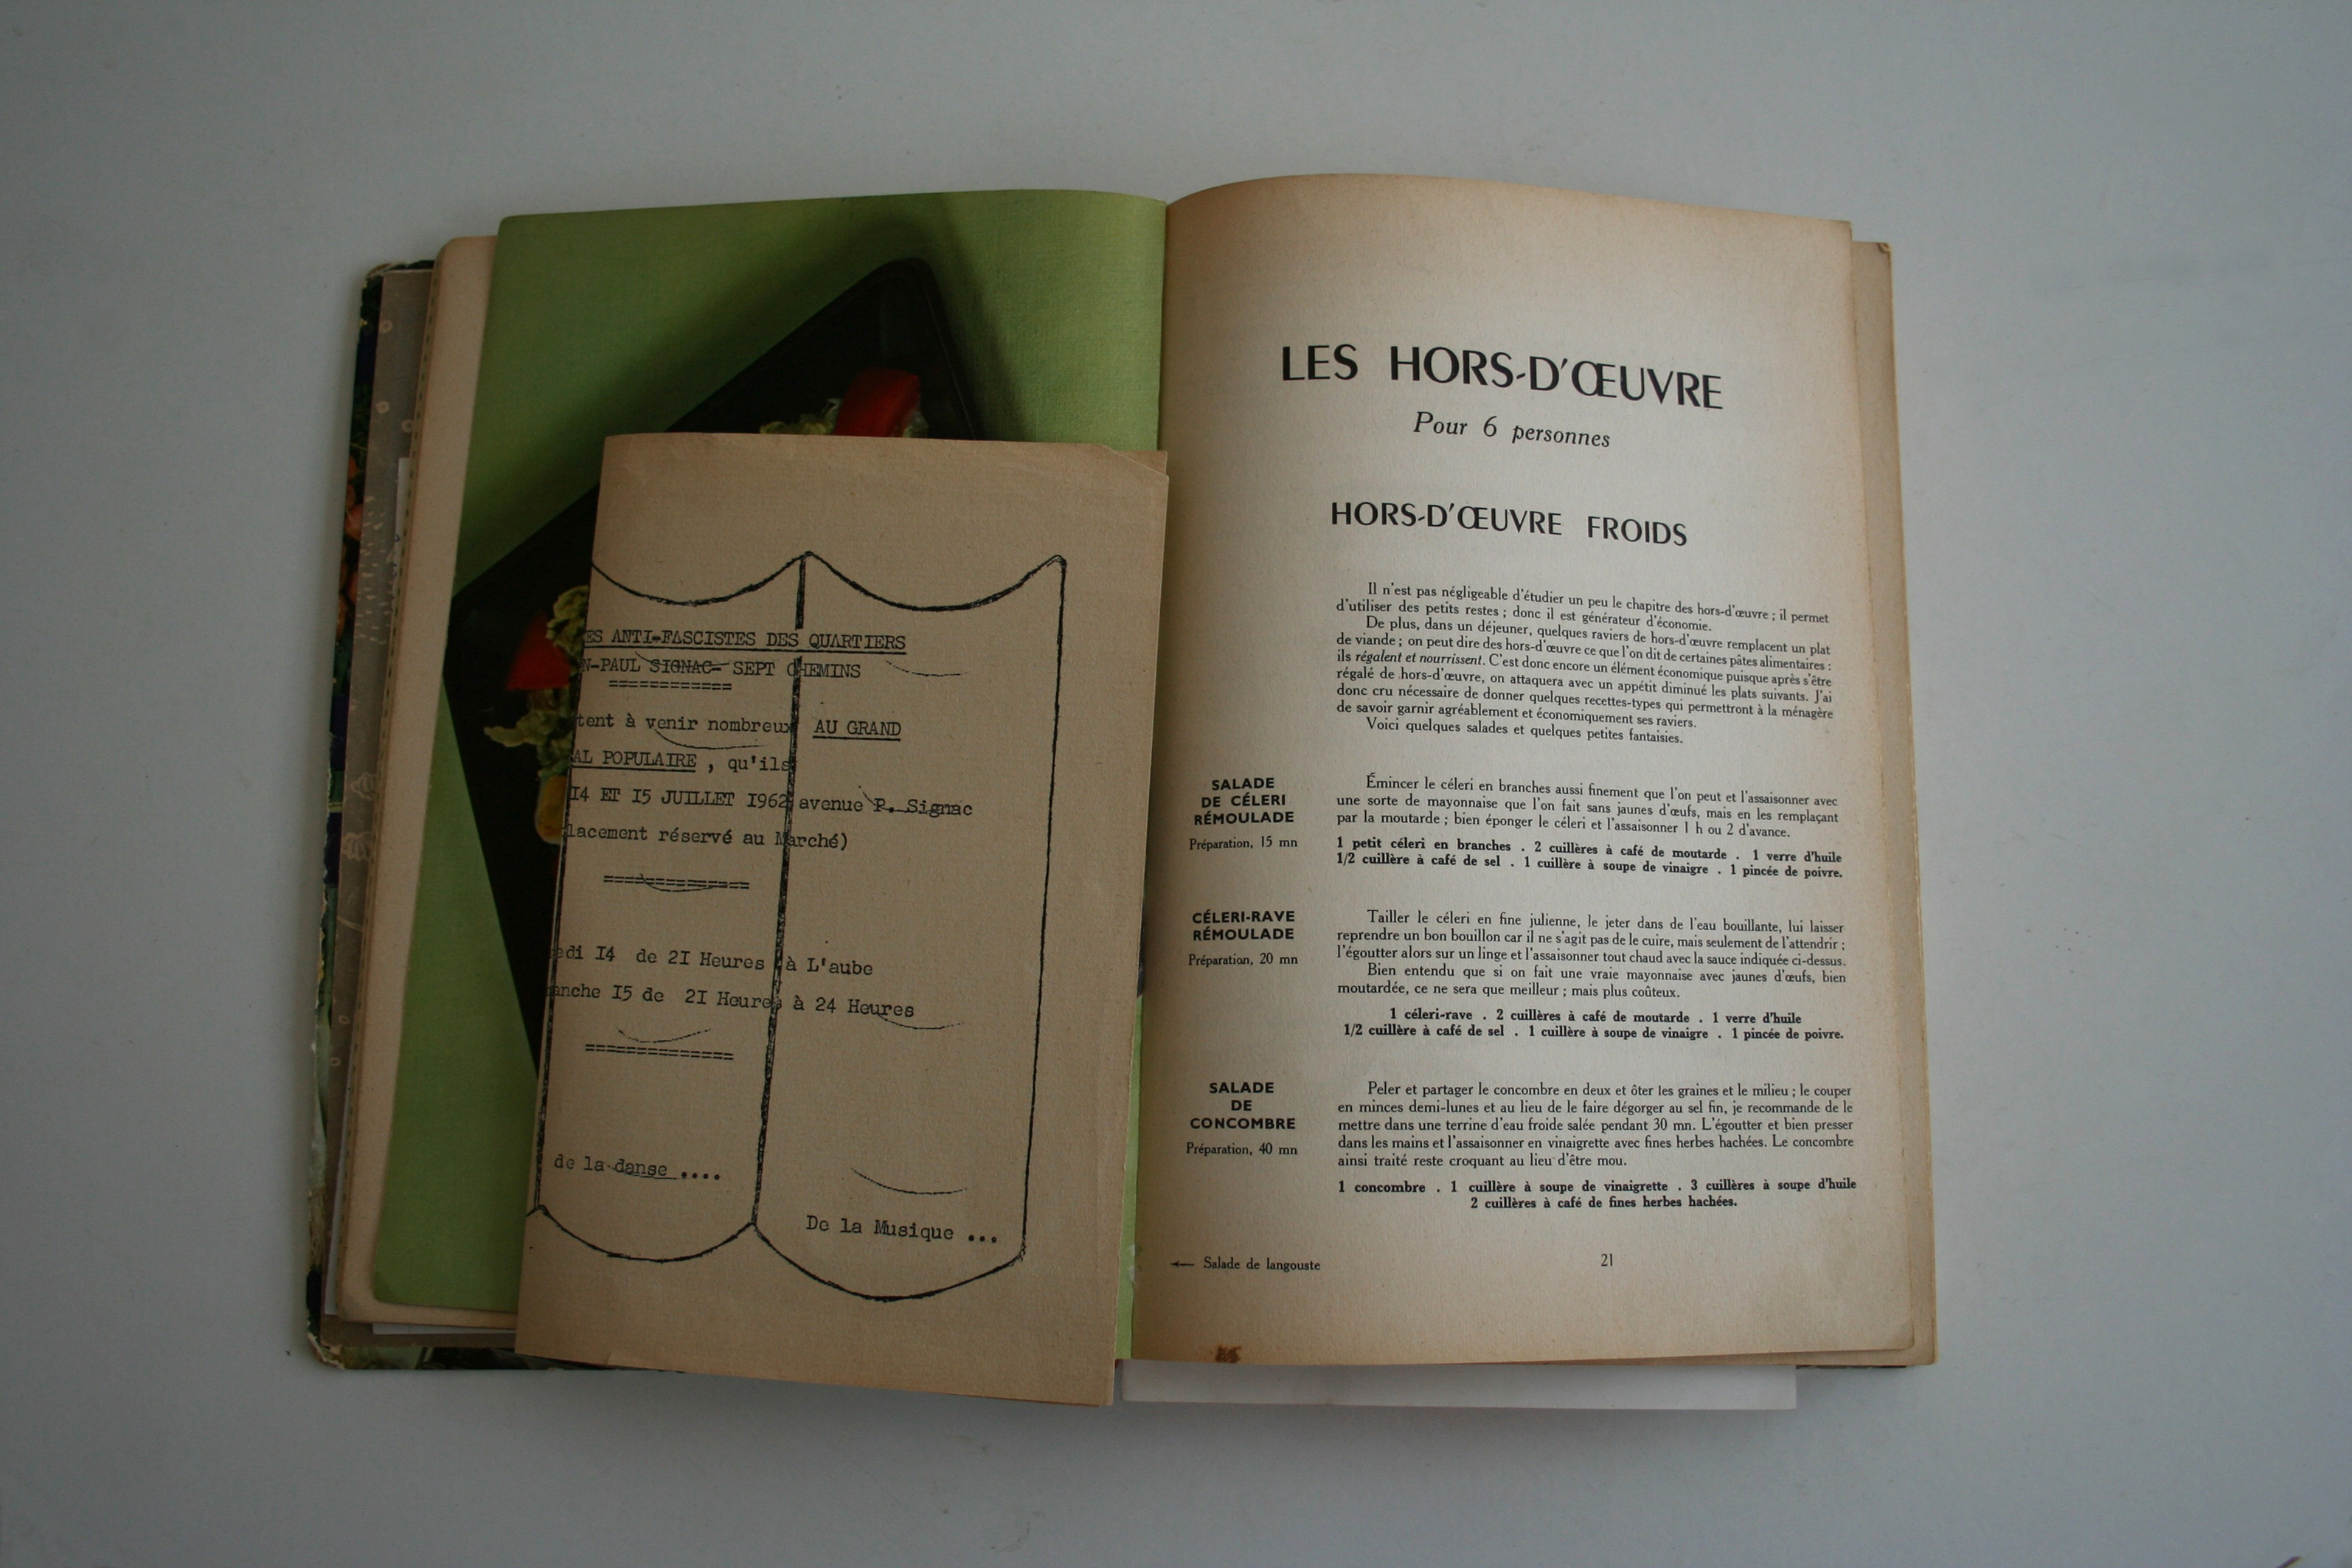 ES ANTI-FASCISTES DES QUARTIERS
N-PAUL SIGNAC- SEPT CHEMINS
============
tent à venir nombreux AU GRAND
AL POPULAIRE , qu'ils
14 ET 15 JUILLET 1962 avenue P. Signac
lacement réservé au Marché)
==============
edi 14 de 21 Heures à L'aube
anche 15 de 21 Heures à 24 Heures
==============
de la danse ....
De la Musique ...
LES HORS-D'ŒUVRE
Pour 6 personnes
HORS-D'ŒUVRE FROIDS
Il n'est pas négligeable d'étudier un peu le chapitre des hors-d'œuvre ; il permet
d'utiliser des petits restes ; donc il est générateur d'économie.
De plus, dans un déjeuner, quelques raviers de hors-d'œuvre remplacent un plat
de viande ; on peut dire des hors-d'œuvre ce que l'on dit de certaines pâtes alimentaires :
ils régalent et nourrissent. C'est donc encore un élément économique puisque après s'être
régalé de hors-d'œuvre, on attaquera avec un appétit diminué les plats suivants. J'ai
donc cru nécessaire de donner quelques recettes-types qui permettront à la ménagère
de savoir garnir agréablement et économiquement ses raviers.
Voici quelques salades et quelques petites fantaisies.
SALADE
DE CÉLERI
RÉMOULADE
Préparation, 15 mn
Émincer le céleri en branches aussi finement que l'on peut et l'assaisonner avec
une sorte de mayonnaise que l'on fait sans jaunes d'œufs, mais en les remplaçant
par la moutarde ; bien éponger le céleri et l'assaisonner 1 h ou 2 d'avance.
1 petit céleri en branches . 2 cuillères à café de moutarde . 1 verre d'huile
1/2 cuillère à café de sel . 1 cuillère à soupe de vinaigre . 1 pincée de poivre.
CÉLERI-RAVE
RÉMOULADE
Préparation, 20 mn
Tailler le céleri en fine julienne, le jeter dans de l'eau bouillante, lui laisser
reprendre un bon bouillon car il ne s'agit pas de le cuire, mais seulement de l'attendrir ;
l'égoutter alors sur un linge et l'assaisonner tout chaud avec la sauce indiquée ci-dessus.
Bien entendu que si on fait une vraie mayonnaise avec jaunes d'œufs, bien
moutardée, ce ne sera que meilleur ; mais plus coûteux.
1 céleri-rave . 2 cuillères à café de moutarde . 1 verre d'huile
1/2 cuillère à café de sel . 1 cuillère à soupe de vinaigre . 1 pincée de poivre.
SALADE
DE
CONCOMBRE
Préparation, 40 mn
Peler et partager le concombre en deux et ôter les graines et le milieu ; le couper
en minces demi-lunes et au lieu de le faire dégorger au sel fin, je recommande de le
mettre dans une terrine d'eau froide salée pendant 30 mn. L'égoutter et bien presser
dans les mains et l'assaisonner en vinaigrette avec fines herbes hachées. Le concombre
ainsi traité reste croquant au lieu d'être mou.
1 concombre . 1 cuillère à soupe de vinaigrette . 3 cuillères à soupe d'huile
2 cuillères à café de fines herbes hachées.
← Salade de langouste
21